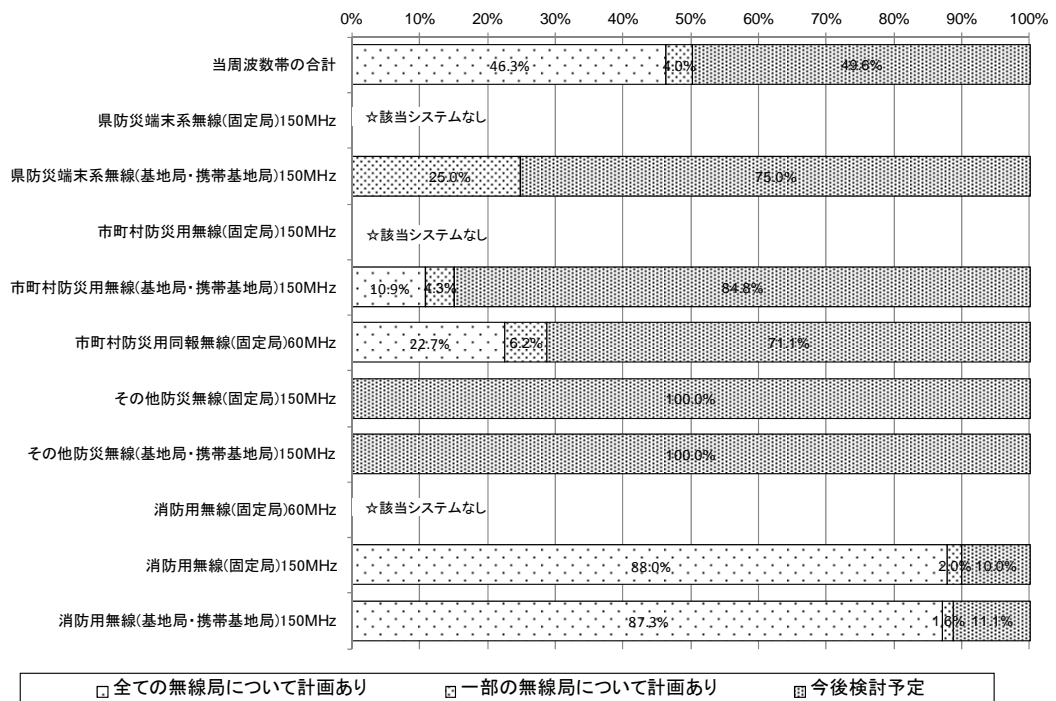 0% 10% 20% 30% 40% 50% 60% 70% 80% 90% 100%
当周波数帯の合計 46.3% 4.0% 49.6%
県防災端末系無線(固定局)150MHz ☆該当システムなし
県防災端末系無線(基地局・携帯基地局)150MHz 25.0% 75.0%
市町村防災用無線(固定局)150MHz ☆該当システムなし
市町村防災用無線(基地局・携帯基地局)150MHz 10.9% 4.3% 84.8%
市町村防災用同報無線(固定局)60MHz 22.7% 6.2% 71.1%
その他防災無線(固定局)150MHz 100.0%
その他防災無線(基地局・携帯基地局)150MHz 100.0%
消防用無線(固定局)60MHz ☆該当システムなし
消防用無線(固定局)150MHz 88.0% 2.0% 10.0%
消防用無線(基地局・携帯基地局)150MHz 87.3% 1.6% 11.1%
全ての無線局について計画あり 一部の無線局について計画あり 今後検討予定